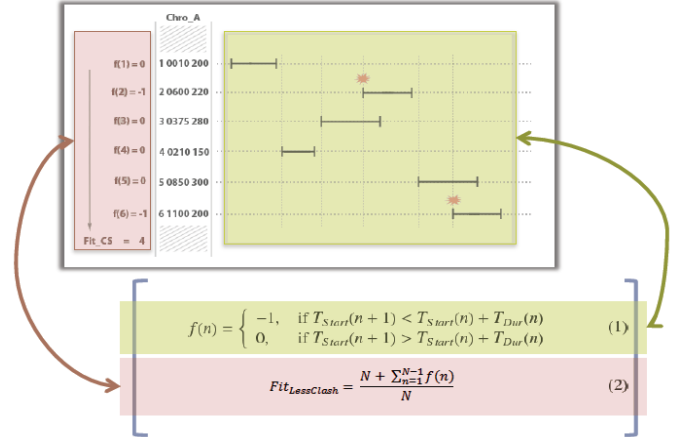 Chro_A
f(1)= 0 1 0010 200
f(2)= -1 2 0600 220
f(3)= 0 3 0375 280
f(4)= 0 4 0210 150
f(5)= 0 5 0850 300
f(6)= -1 6 1100 200
Fit_CS = 4
f(n) = { −1, if T_Start(n + 1) < T_Start(n) + T_Dur(n)
0, if T_Start(n + 1) > T_Start(n) + T_Dur(n) (1)
Fit_LessClash = (N + ∑_{n=1}^{N−1} f(n)) / N (2)